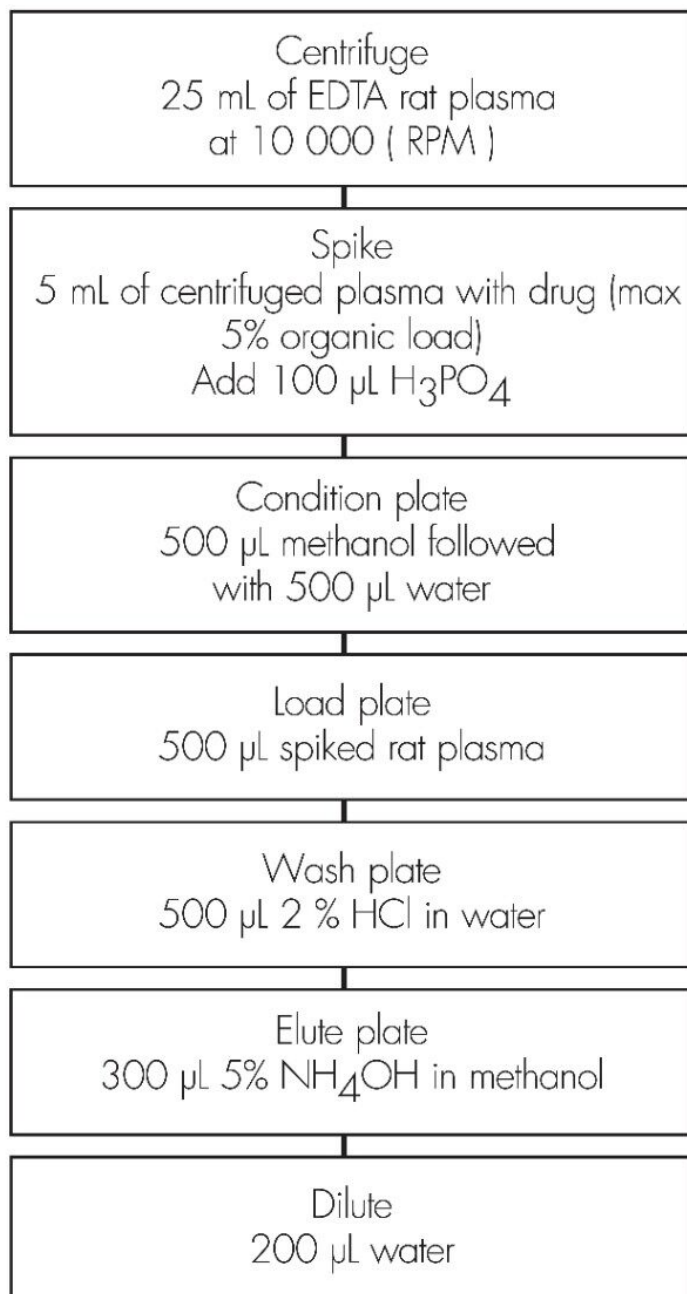 Centrifuge
25 mL of EDTA rat plasma
at 10 000 ( RPM )
Spike
5 mL of centrifuged plasma with drug (max
5% organic load)
Add 100 µL H₃PO₄
Condition plate
500 µL methanol followed
with 500 µL water
Load plate
500 µL spiked rat plasma
Wash plate
500 µL 2 % HCl in water
Elute plate
300 µL 5% NH₄OH in methanol
Dilute
200 µL water